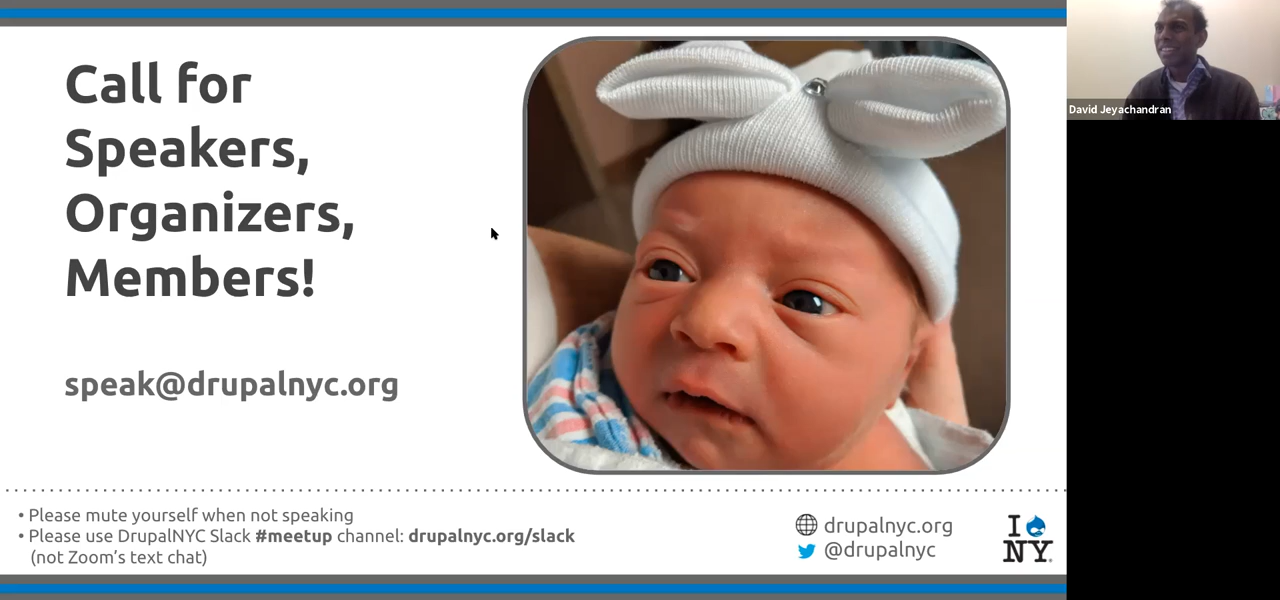 Call for
Speakers,
Organizers,
Members!
speak@drupalnyc.org
David Jeyachandran
• Please mute yourself when not speaking
• Please use DrupalNYC Slack #meetup channel: drupalnyc.org/slack
(not Zoom's text chat)
drupalnyc.org
@drupalnyc
I
NY